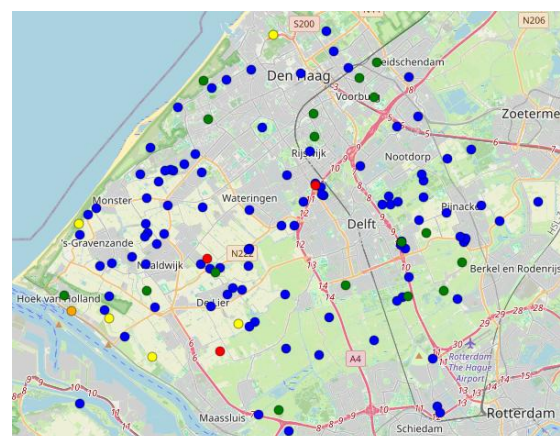 N206
S200
Den Haag
Leidschendam
Voorburg
Zoeterme
Rijswijk
Nootdorp
Monster
Wateringen
Pijnacker
Delft
's-Gravenzande
N222
Naaldwijk
Berkel en Rodenrijs
Hoek van Holland
De Lier
A4
Rotterdam
The Hague
Airport
Maassluis
Rotterdam
Schiedam